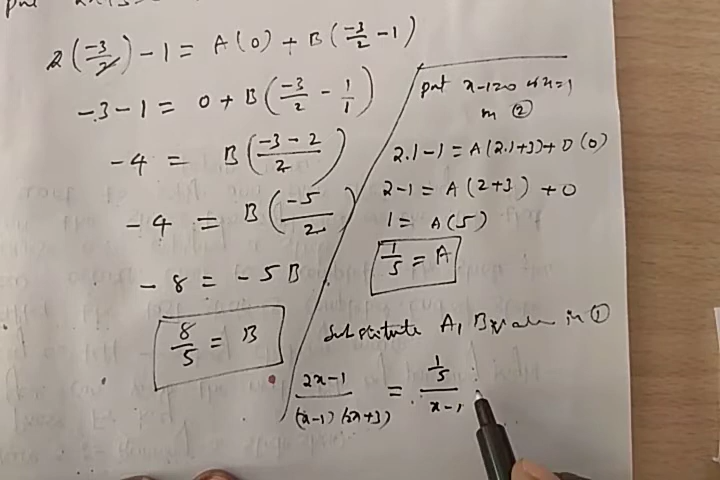 put
2(-3/2) - 1 = A(0) + B(-3/2 - 1)
-3 - 1 = 0 + B(-3/2 - 1/1)
-4 = B((-3-2)/2)
-4 = B(-5/2)
-8 = -5B
8/5 = B
put x-1=0 x=1
in ②
2.1-1 = A(2.1+3) + B(0)
2-1 = A(2+3) + 0
1 = A(5)
1/5 = A
Substitute A, B value in ①
(2x-1)/((x-1)(2x+3)) = (1/5)/(x-1